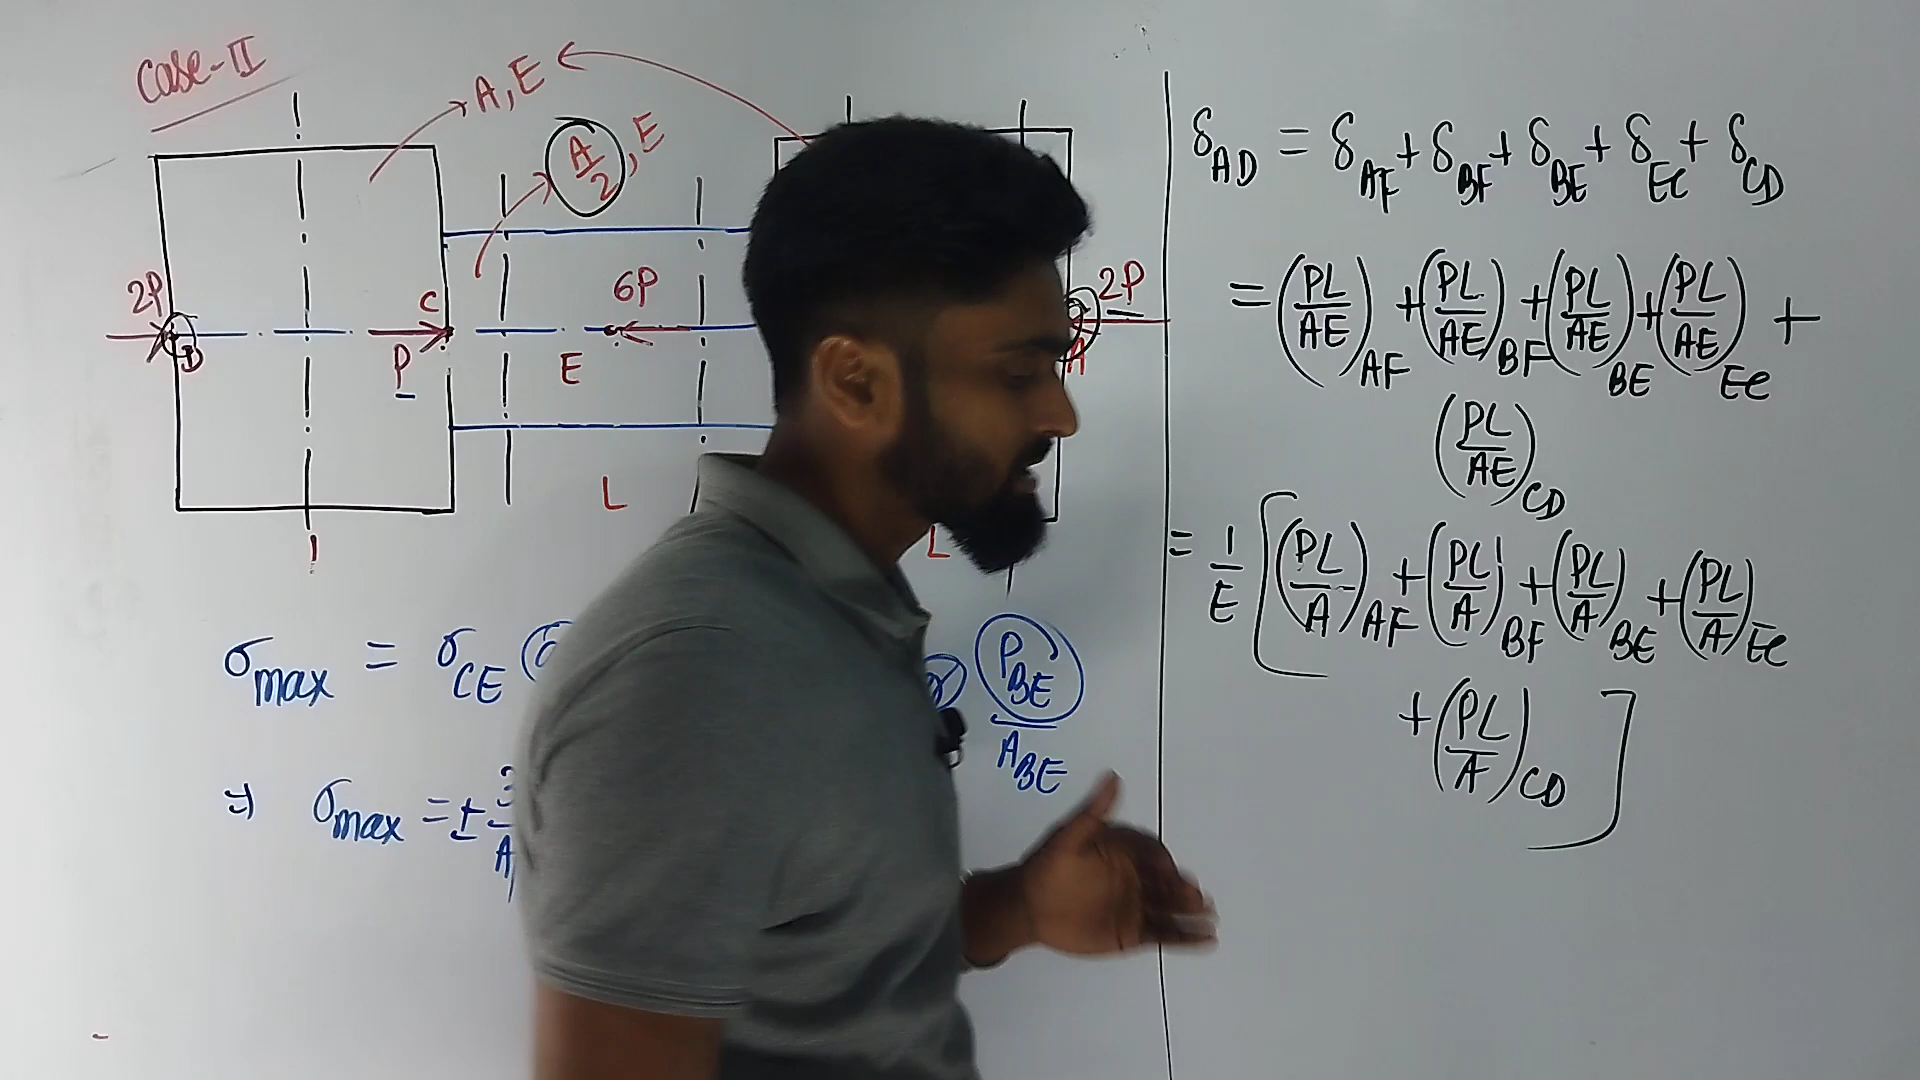 Case-II
A, E
A/2, E
2P
D
P
C
E
6P
L
L
2P
A
σmax = σCE
PBE/ABE
=) σmax = ± 3
A
δAD = δAF + δBF + δBE + δEC + δCD
= (PL/AE)AF + (PL/AE)BF + (PL/AE)BE + (PL/AE)EC +
(PL/AE)CD
= 1/E [(PL/A)AF + (PL/A)BF + (PL/A)BE + (PL/A)EC
+ (PL/A)CD]